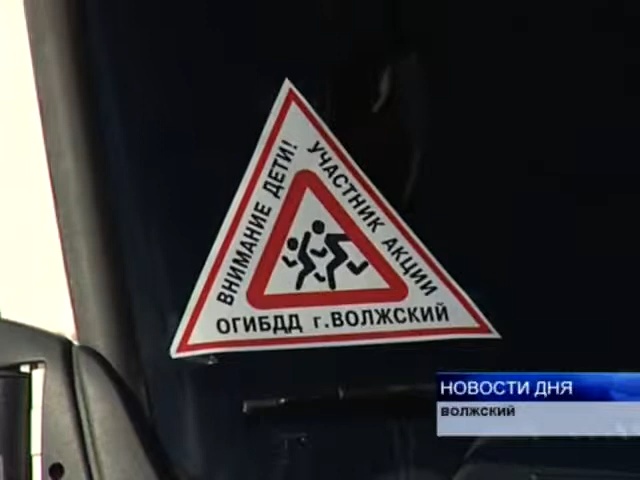 ВНИМАНИЕ ДЕТИ!
УЧАСТНИК АКЦИИ
ОГИБДД г.ВОЛЖСКИЙ
НОВОСТИ ДНЯ
ВОЛЖСКИЙ